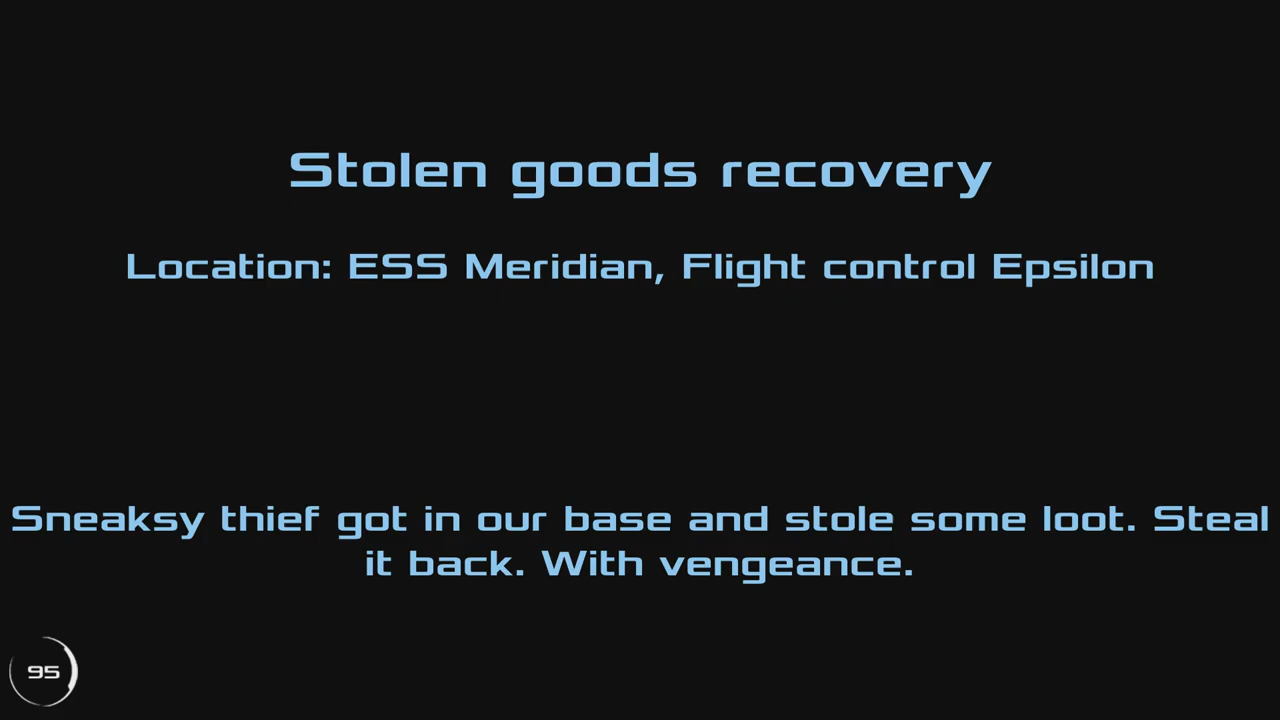 Stolen goods recovery
Location: ESS Meridian, Flight control Epsilon
Sneaksy thief got in our base and stole some loot. Steal
it back. With vengeance.
95